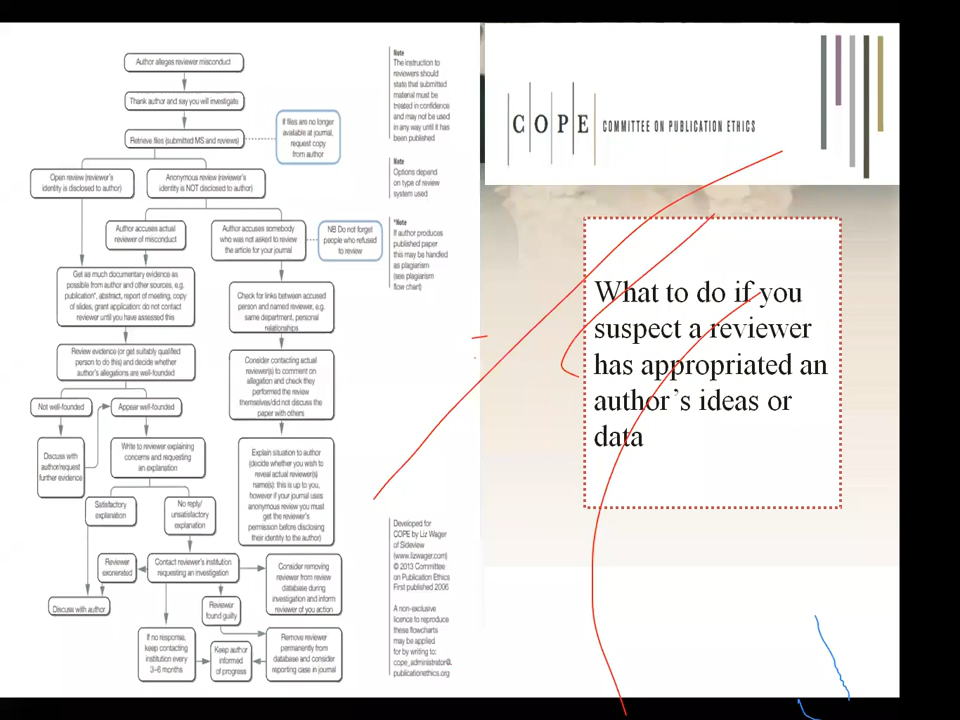 Author alleges reviewer misconduct
Thank author and say you will investigate
Retrieve files (submitted MS and reviews)
If files are no longer
available at journal,
request copy
from author
Open review (reviewer's
identity is disclosed to author)
Anonymous review (reviewer's
identity is NOT disclosed to author)
Author accuses actual
reviewer of misconduct
Author accuses somebody
who was not asked to review
the article for your journal
NB Do not forget
people who refused
to review
Get as much documentary evidence as
possible from author and other sources, e.g.
publication*, abstract, report of meeting, copy
of slides, grant application: do not contact
reviewer until you have assessed this
Check for links between accused
person and named reviewer, e.g.
same department, personal
relationships
Review evidence (or get suitably qualified
person to do this) and decide whether
author's allegations are well-founded
Consider contacting actual
reviewer(s) to comment on
allegation and check they
performed the review
themselves/did not discuss the
paper with others
Not well-founded
Appear well-founded
Discuss with
author/request
further evidence
Write to reviewer explaining
concerns and requesting
an explanation
Explain situation to author
(decide whether you wish to
reveal actual reviewer(s)
name(s): this is up to you,
however if your journal uses
anonymous review you must
get the reviewer's
permission before disclosing
their identity to the author)
Satisfactory
explanation
No reply/
unsatisfactory
explanation
Reviewer
exonerated
Contact reviewer's institution
requesting an investigation
Consider removing
reviewer from review
database during
investigation and inform
reviewer of you action
Discuss with author
Reviewer
found guilty
If no response,
keep contacting
institution every
3–6 months
Keep author
informed
of progress
Remove reviewer
permanently from
database and consider
reporting case in journal
Note
The instruction to
reviewers should
state that submitted
material must be
treated in confidence
and may not be used
in any way until it has
been published
Note
Options depend
on type of review
system used
*Note
If author produces
published paper
this may be handled
as plagiarism
(see plagiarism
flow chart)
Developed for
COPE by Liz Wager
of Sideview
(www.lizwager.com)
© 2013 Committee
on Publication Ethics
First published 2006
A non-exclusive
licence to reproduce
these flowcharts
may be applied
for by writing to:
cope_administrator@
publicationethics.org
COPE COMMITTEE ON PUBLICATION ETHICS
What to do if you
suspect a reviewer
has appropriated an
author's ideas or
data